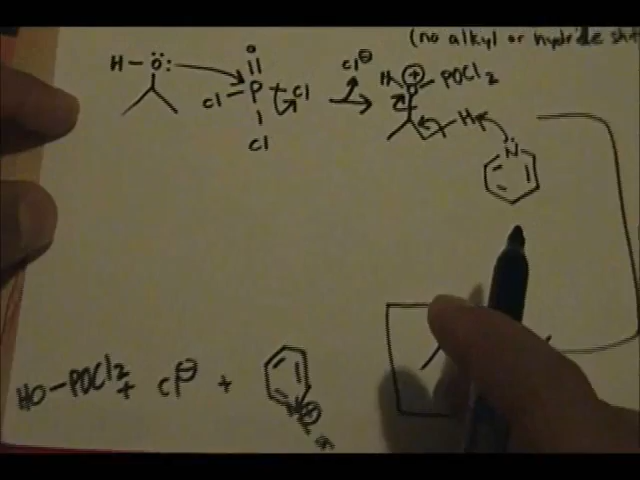 (no alkyl or hydride shift
H-Ö: O Cl⊖ H ⊕ POCl2
Cl P Cl H
Cl N
HO-POCl2 + Cl⊖ + N⊕
H